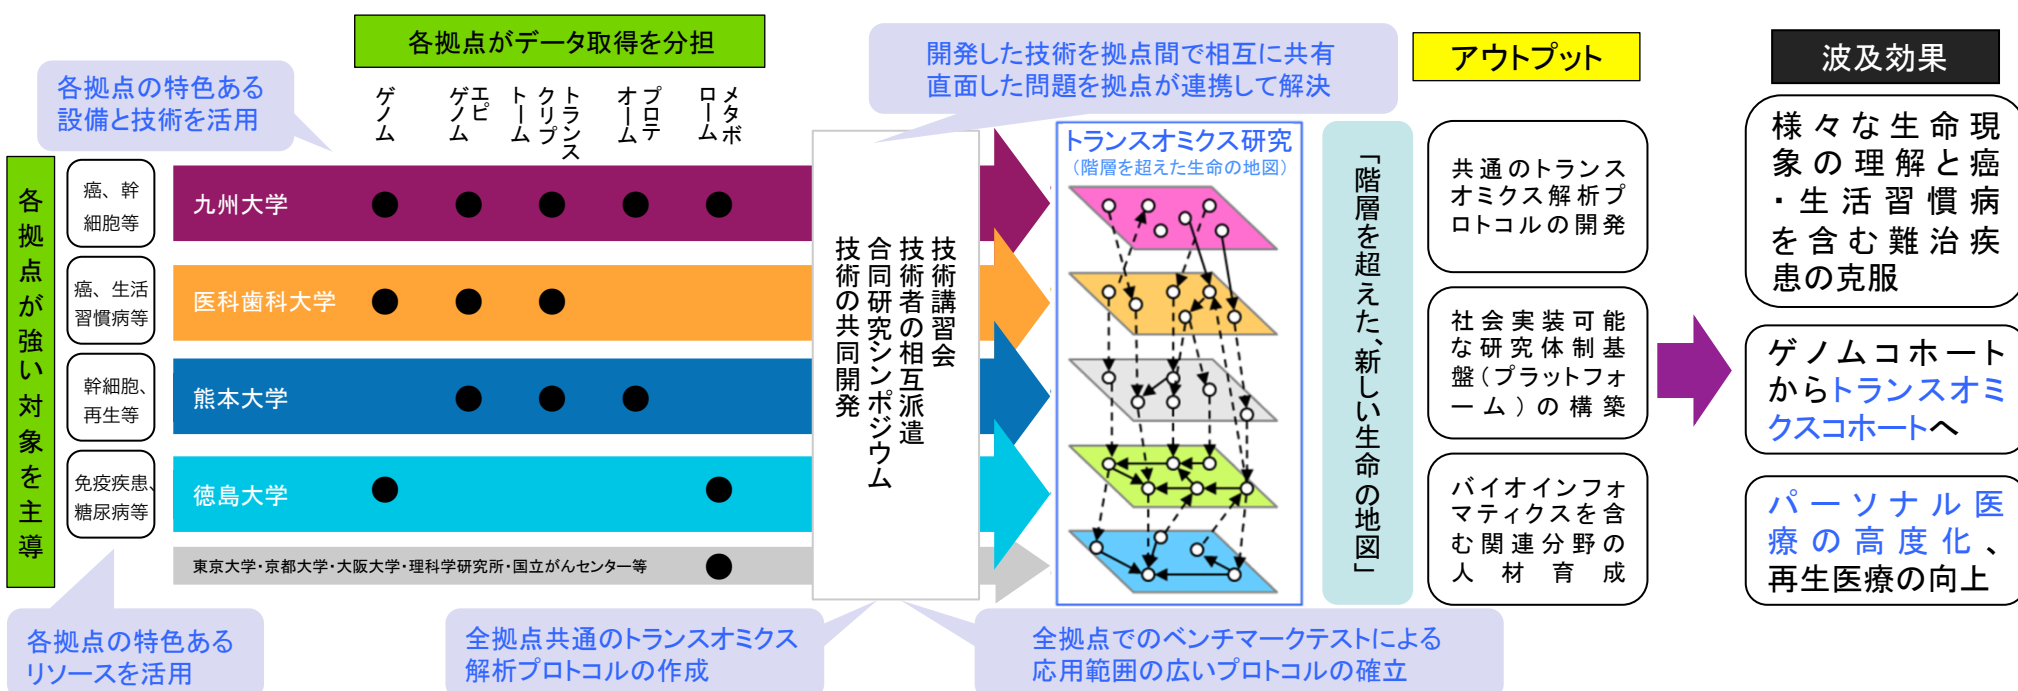 各拠点がデータ取得を分担
各拠点の特色ある
設備と技術を活用
ゲノム
エピ
ゲノム
トランス
クリプ
トーム
プロテ
オーム
メタボ
ローム
開発した技術を拠点間で相互に共有
直面した問題を拠点が連携して解決
アウトプット
波及効果
各拠点が強い対象を主導
癌、幹
細胞等
九州大学
癌、生活
習慣病等
医科歯科大学
幹細胞、
再生等
熊本大学
免疫疾患、
糖尿病等
徳島大学
東京大学・京都大学・大阪大学・理科学研究所・国立がんセンター等
技術講習会
技術者の相互派遣
合同研究シンポジウム
技術の共同開発
トランスオミクス研究
(階層を超えた生命の地図)
「階層を超えた、新しい生命の地図」
共通のトランス
オミクス解析プ
ロトコルの開発
社会実装可能
な研究体制基
盤(プラットフォ
ーム)の構築
バイオインフォ
マティクスを含
む関連分野の
人材育成
様々な生命現
象の理解と癌
・生活習慣病
を含む難治疾
患の克服
ゲノムコホート
からトランスオミ
クスコホートへ
パーソナル医
療の高度化、
再生医療の向上
各拠点の特色ある
リソースを活用
全拠点共通のトランスオミクス
解析プロトコルの作成
全拠点でのベンチマークテストによる
応用範囲の広いプロトコルの確立